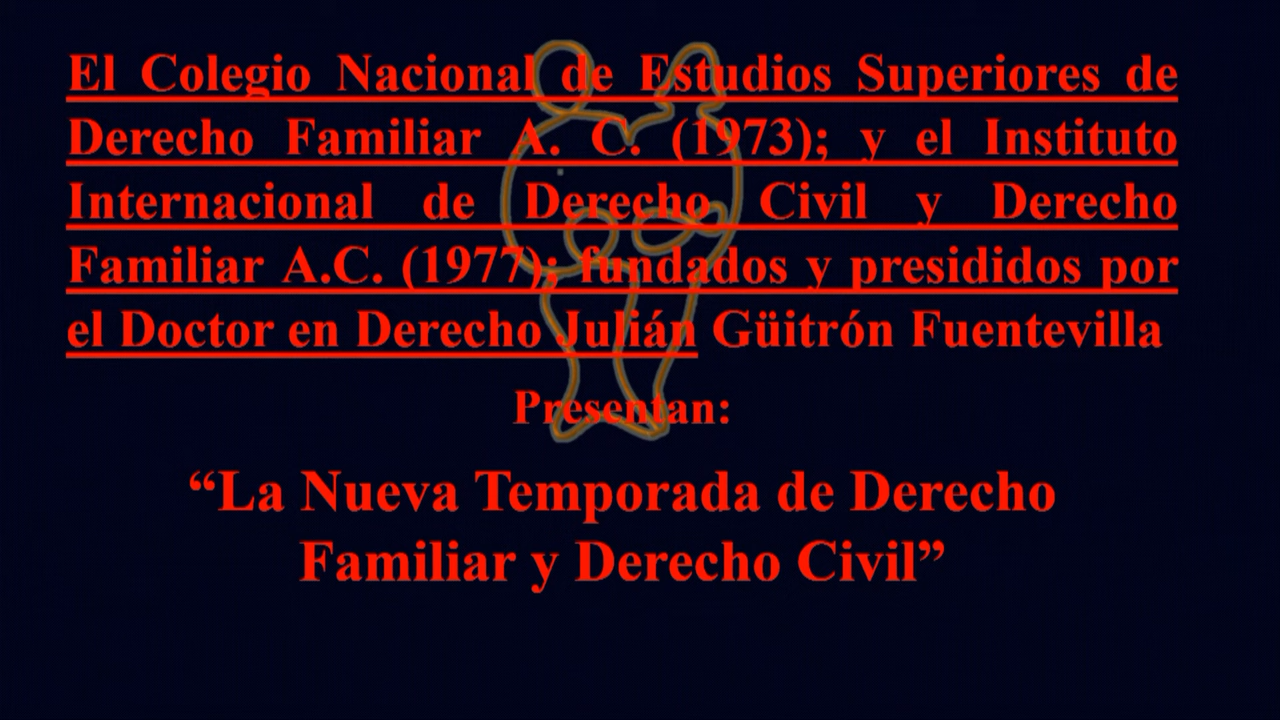 El Colegio Nacional de Estudios Superiores de
Derecho Familiar A. C. (1973); y el Instituto
Internacional de Derecho Civil y Derecho
Familiar A.C. (1977); fundados y presididos por
el Doctor en Derecho Julián Güitrón Fuentevilla
Presentan:
“La Nueva Temporada de Derecho
Familiar y Derecho Civil”